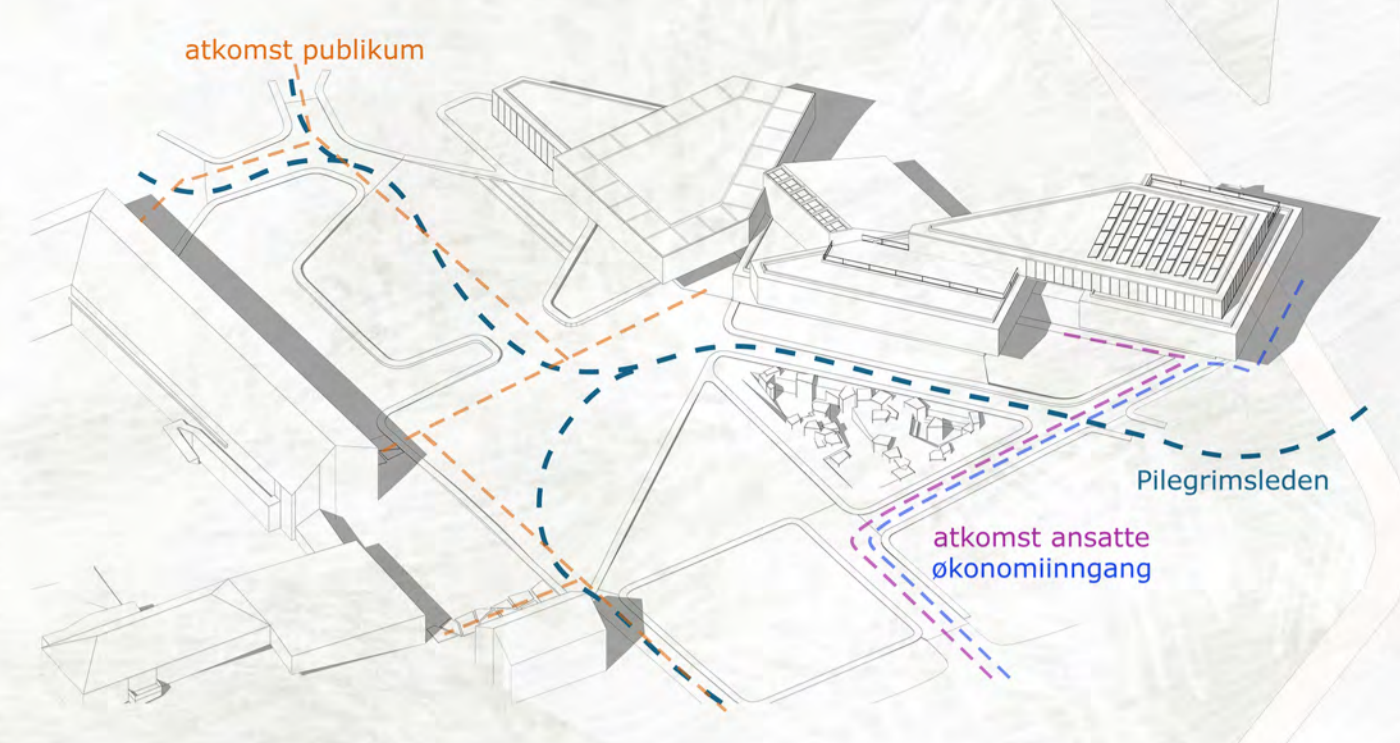 atkomst publikum
Pilegrimsleden
atkomst ansatte
økonomiinngang